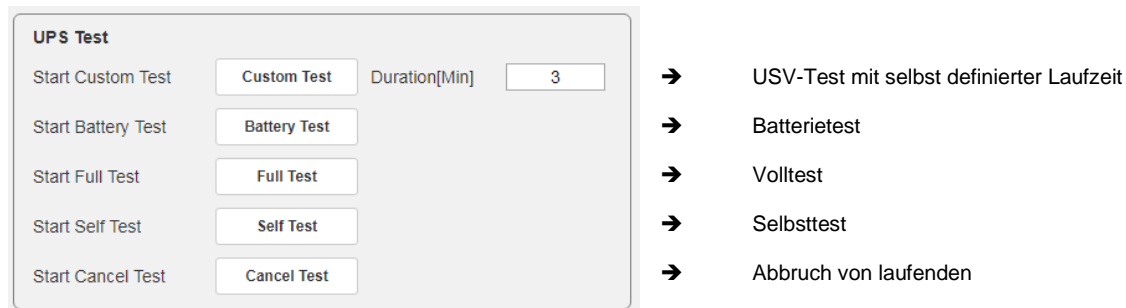 UPS Test
Start Custom Test Custom Test Duration[Min] 3 ➔ USV-Test mit selbst definierter Laufzeit
Start Battery Test Battery Test ➔ Batterietest
Start Full Test Full Test ➔ Volltest
Start Self Test Self Test ➔ Selbsttest
Start Cancel Test Cancel Test ➔ Abbruch von laufenden